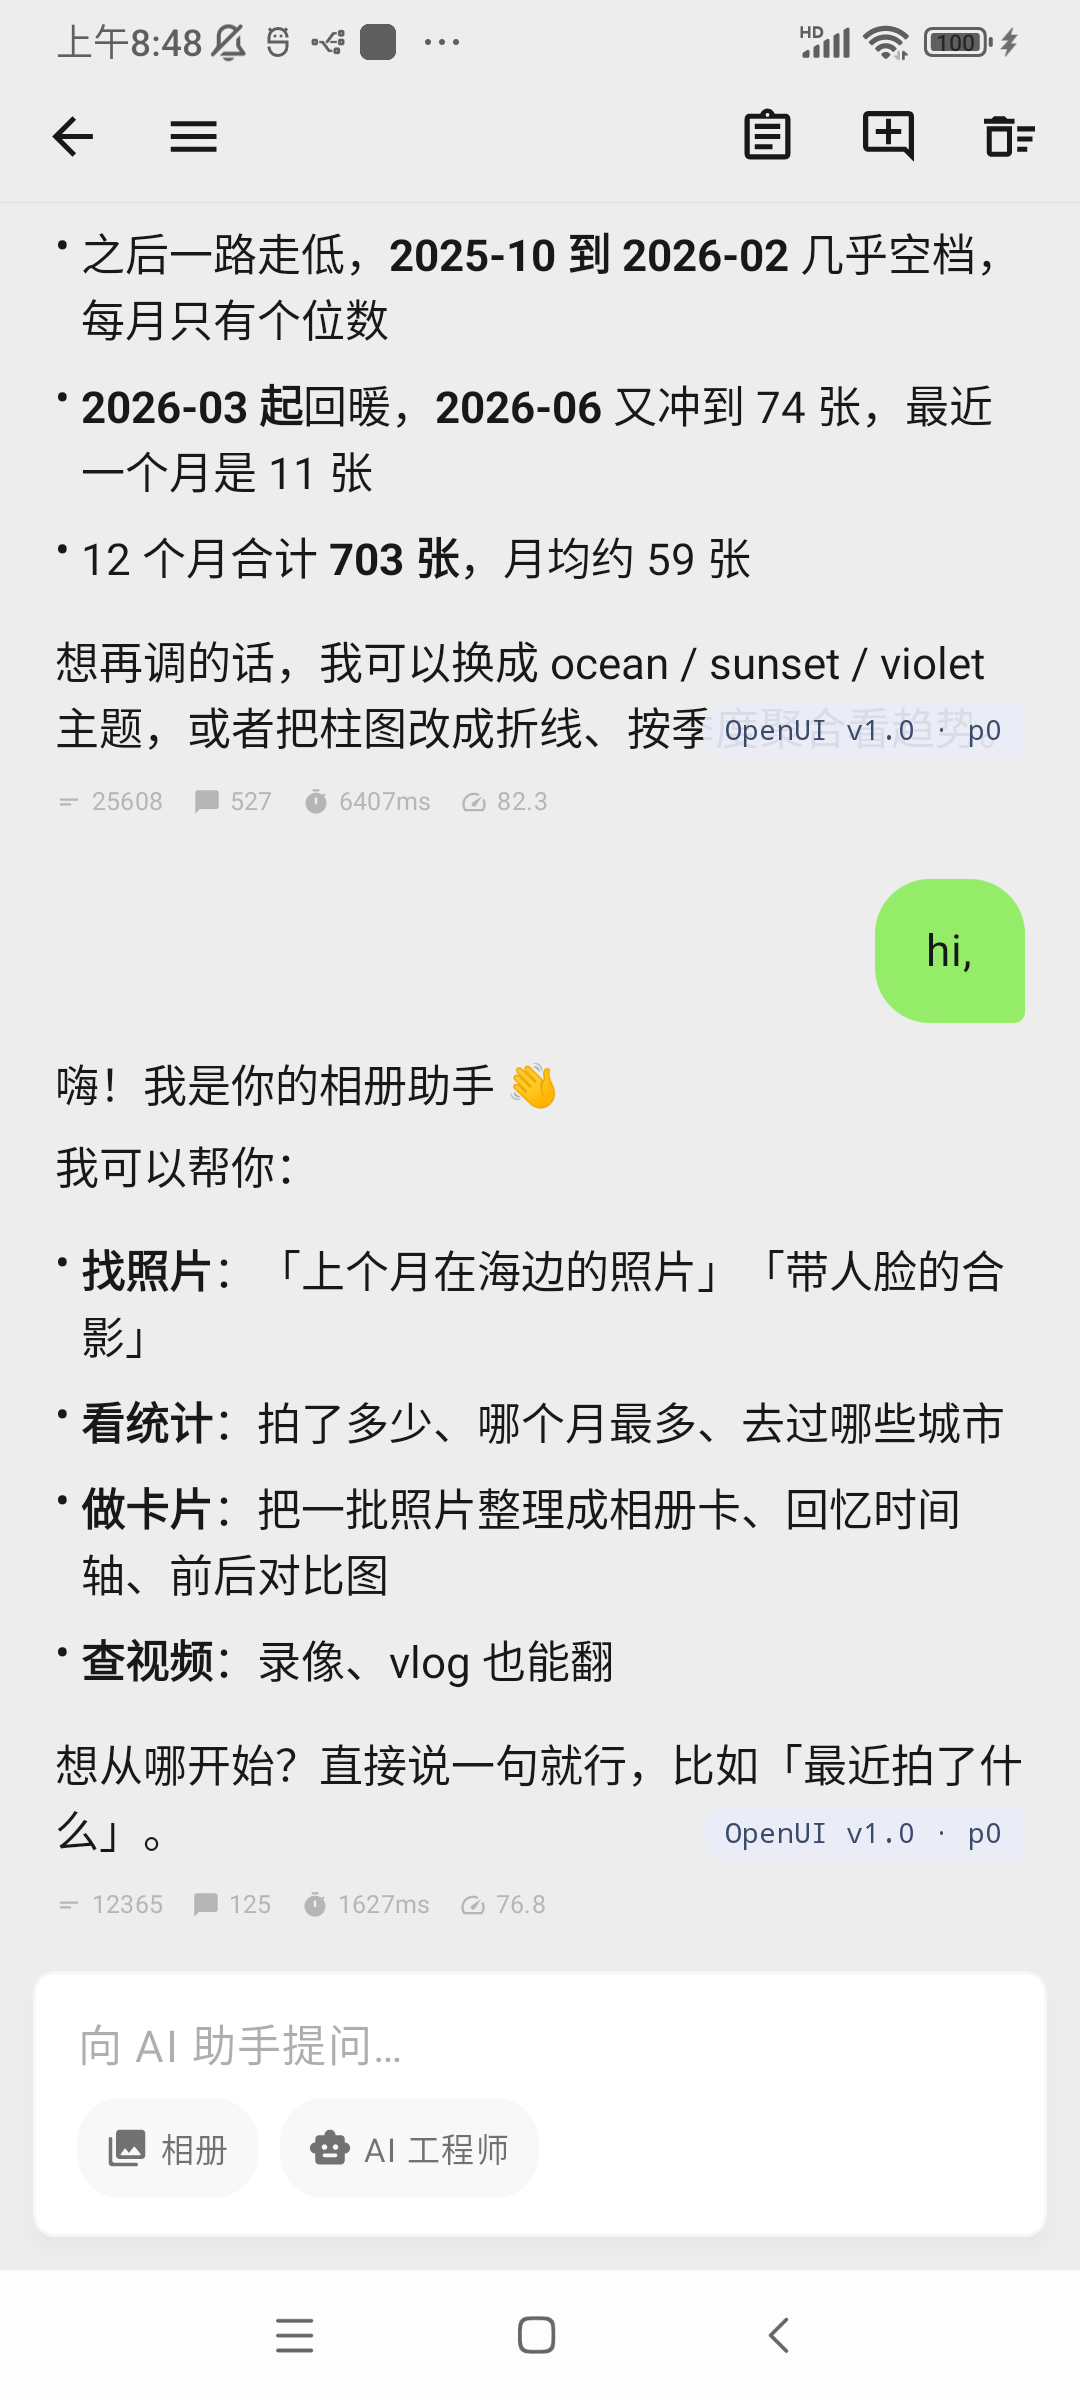 上午8:48
HD
100
之后一路走低，2025-10 到 2026-02 几乎空档，
每月只有个位数
2026-03 起回暖，2026-06 又冲到 74 张，最近
一个月是 11 张
12 个月合计 703 张，月均约 59 张
想再调的话，我可以换成 ocean / sunset / violet
主题，或者把柱图改成折线、按季度聚合看趋势。
OpenUI v1.0 · p0
25608 527 6407ms 82.3
hi,
嗨！我是你的相册助手 👋
我可以帮你：
找照片：「上个月在海边的照片」「带人脸的合
影」
看统计：拍了多少、哪个月最多、去过哪些城市
做卡片：把一批照片整理成相册卡、回忆时间
轴、前后对比图
查视频：录像、vlog 也能翻
想从哪开始？直接说一句就行，比如「最近拍了什
么」。
OpenUI v1.0 · p0
12365 125 1627ms 76.8
向 AI 助手提问...
相册
AI 工程师